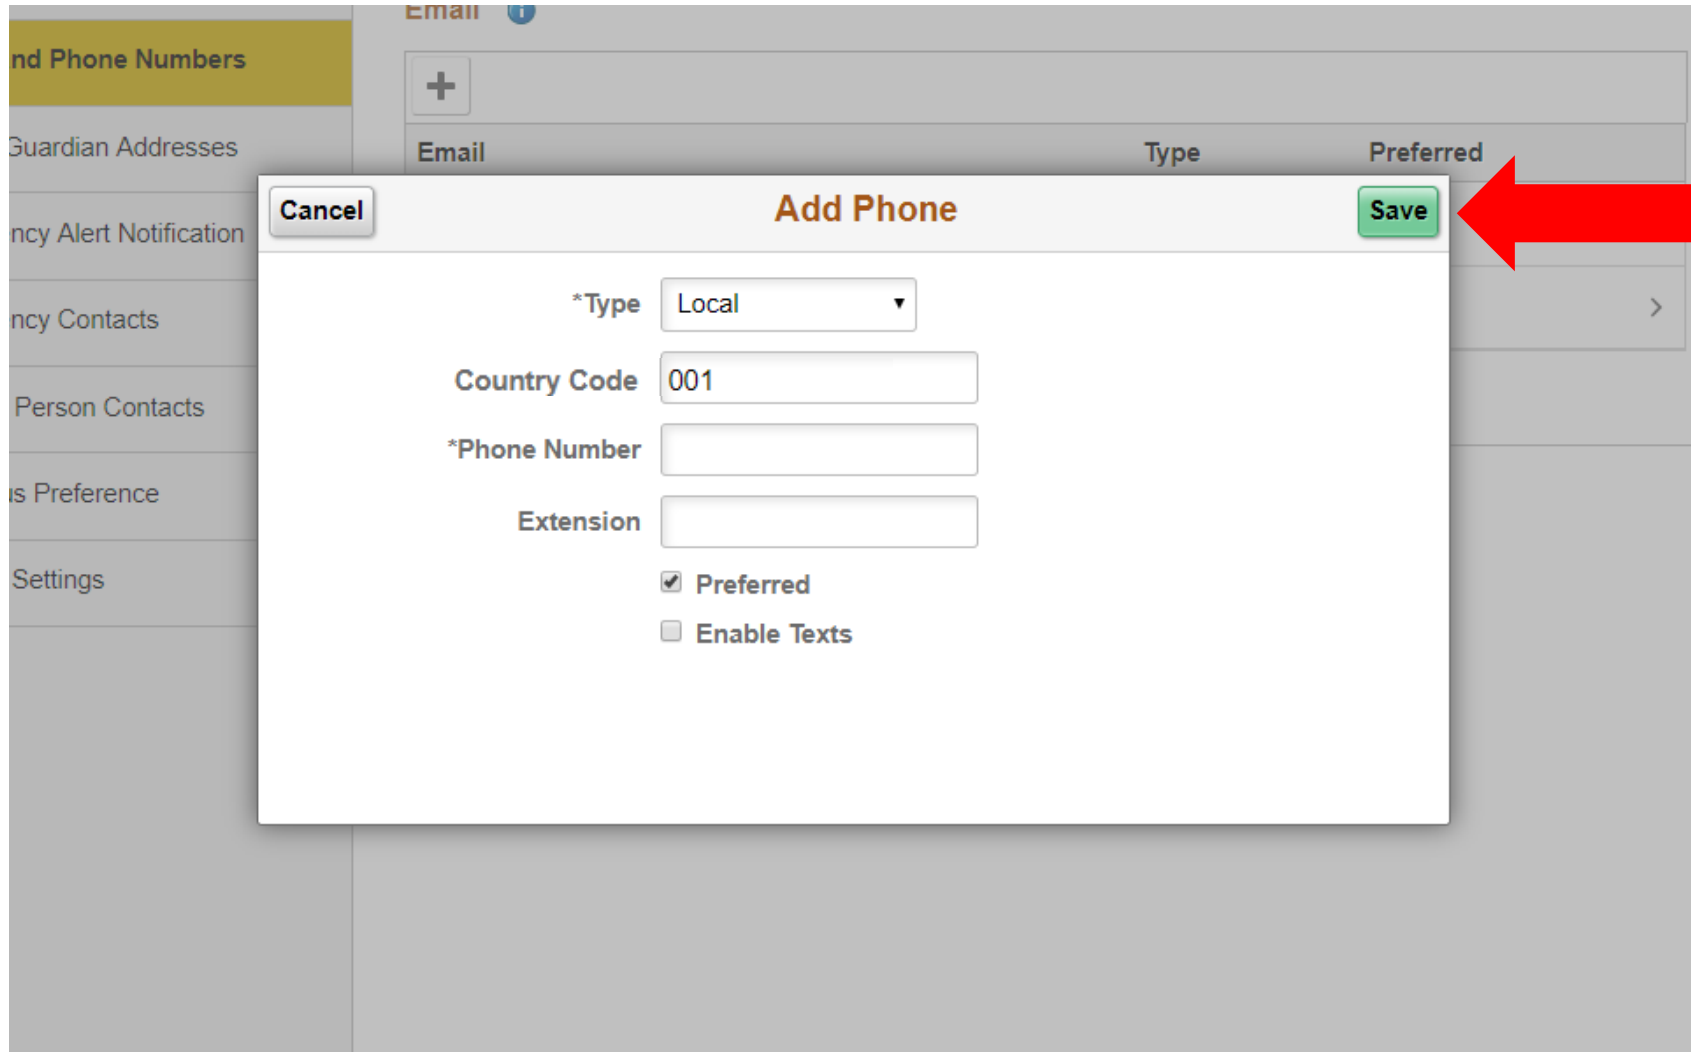 Email
nd Phone Numbers
Guardian Addresses
Email Type Preferred
Cancel Add Phone Save
ncy Alert Notification
*Type Local
ncy Contacts
Country Code 001
Person Contacts
*Phone Number
us Preference
Extension
Settings
Preferred
Enable Texts